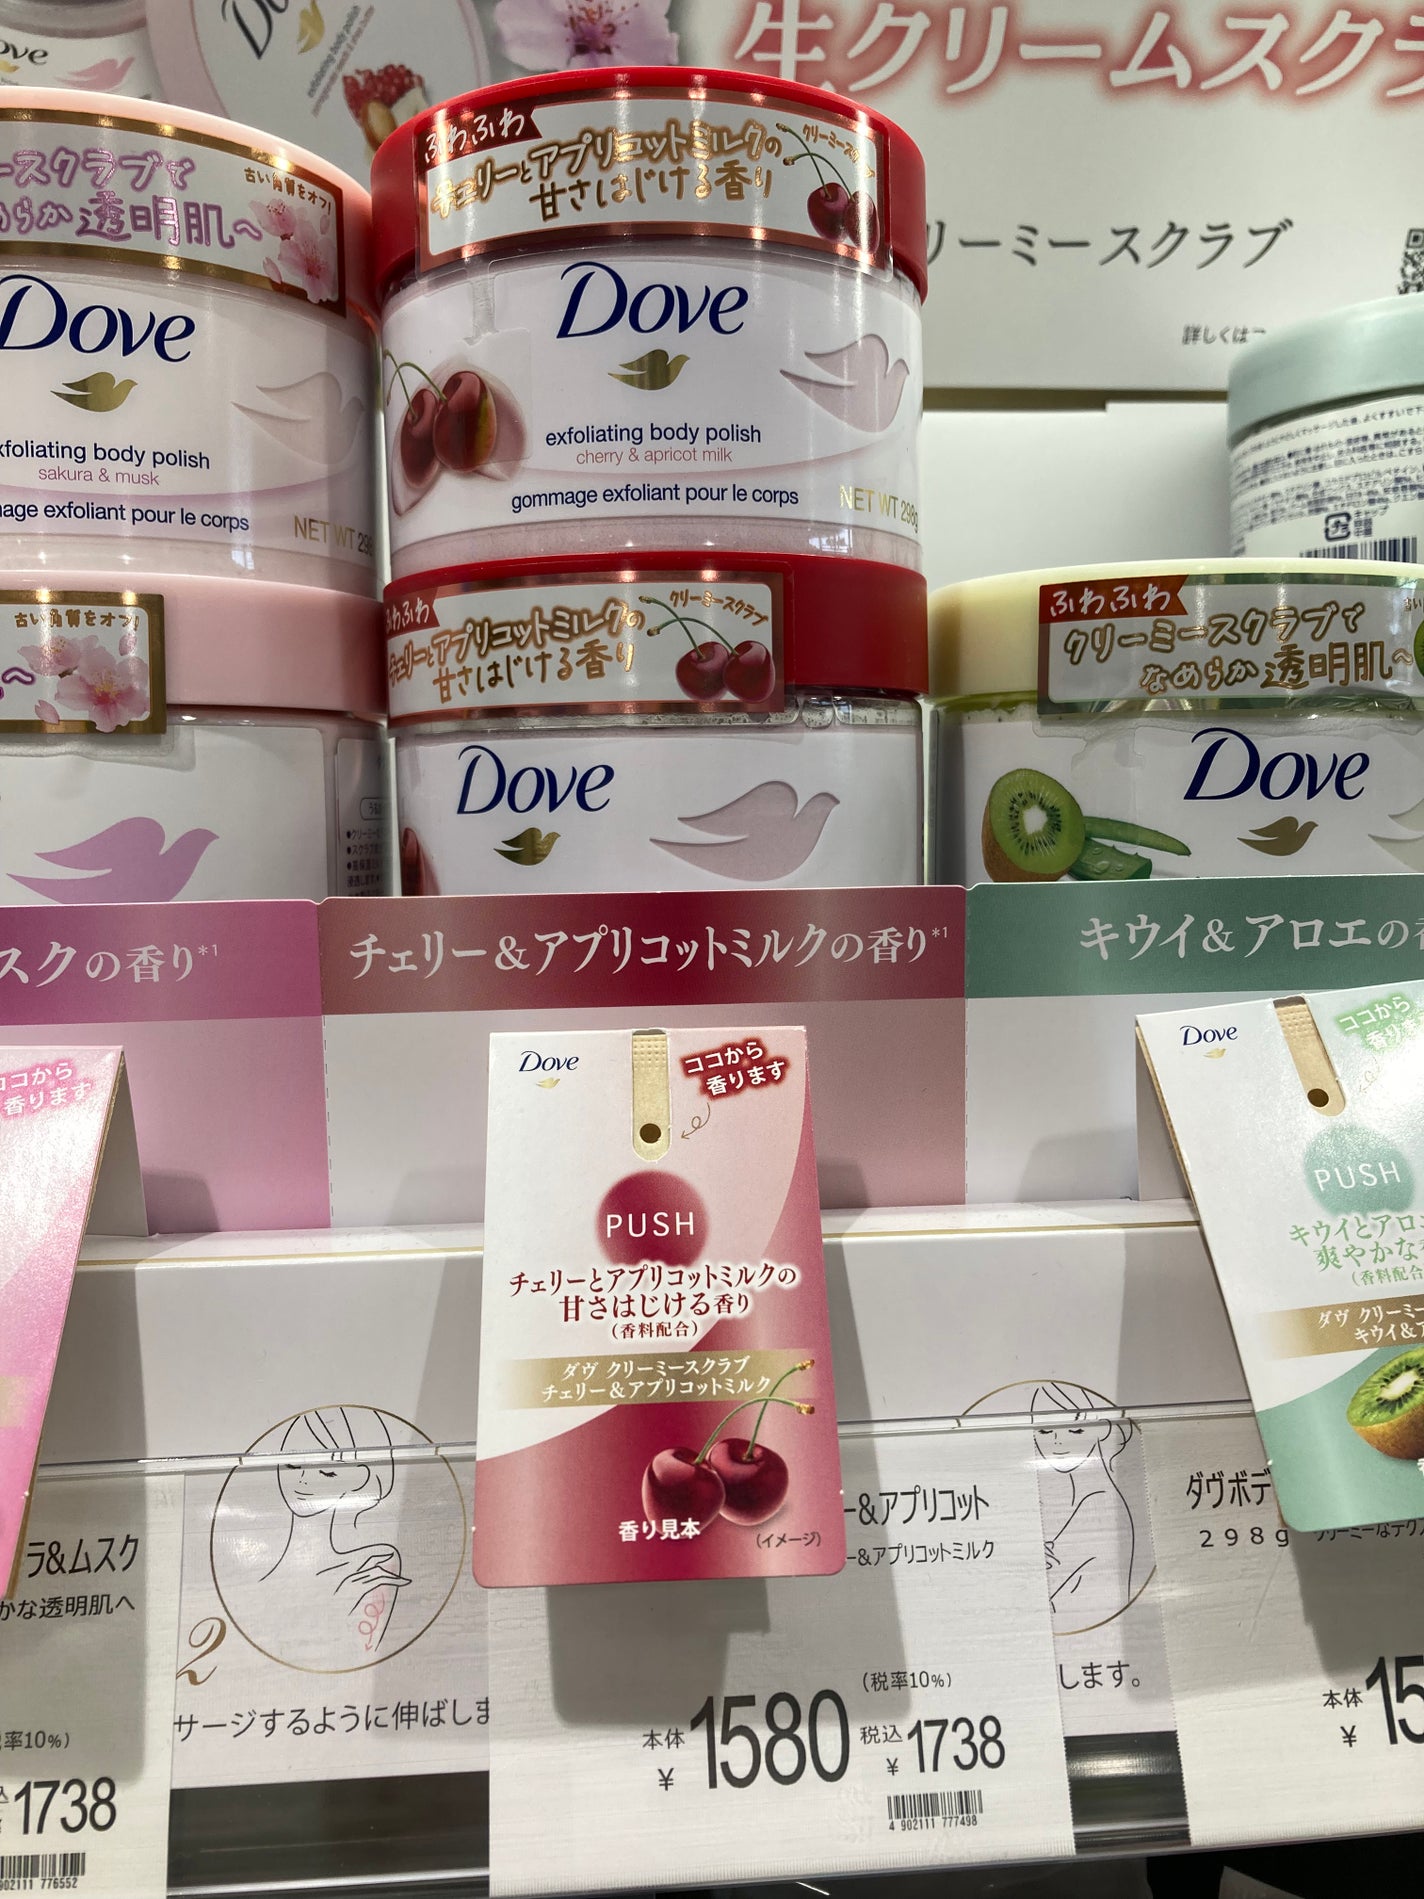 Dove
生クリームスクラ
リーミースクラブ
詳しくは
ースクラブで
めらか透明肌へ
古い角質をオフ!
Dove
exfoliating body polish
sakura & musk
mage exfoliant pour le corps
NET WT 298
ふわふわ
チェリーとアプリコットミルクの
甘さはじける香り
クリーミースクラブ
Dove
exfoliating body polish
cherry & apricot milk
gommage exfoliant pour le corps
NET WT 298g
古い角質をオフ!
ふわふわ
チェリーとアプリコットミルクの
甘さはじける香り
クリーミースクラブ
Dove
ふわふわ
クリーミースクラブで
なめらか透明肌へ
Dove
スクの香り*1
チェリー&アプリコットミルクの香り*1
キウイ&アロエの香
ココから
香ります
Dove
ココから
香ります
PUSH
チェリーとアプリコットミルクの
甘さはじける香り
(香料配合)
ダヴ クリーミースクラブ
チェリー&アプリコットミルク
香り見本
(イメージ)
Dove
ココから
PUSH
キウイとアロ
爽やかな
(香料配合
ダヴ クリーミー
キウイ&ア
ラ&ムスク
かな透明肌へ
率10%)
1738
902111 776552
2
サージするように伸ばしま
ー&アプリコット
ー&アプリコットミルク
(税率10%)
本体
¥1580
税込
¥1738
4 902111 777498
します。
ダヴボデ
298g
本体
¥15